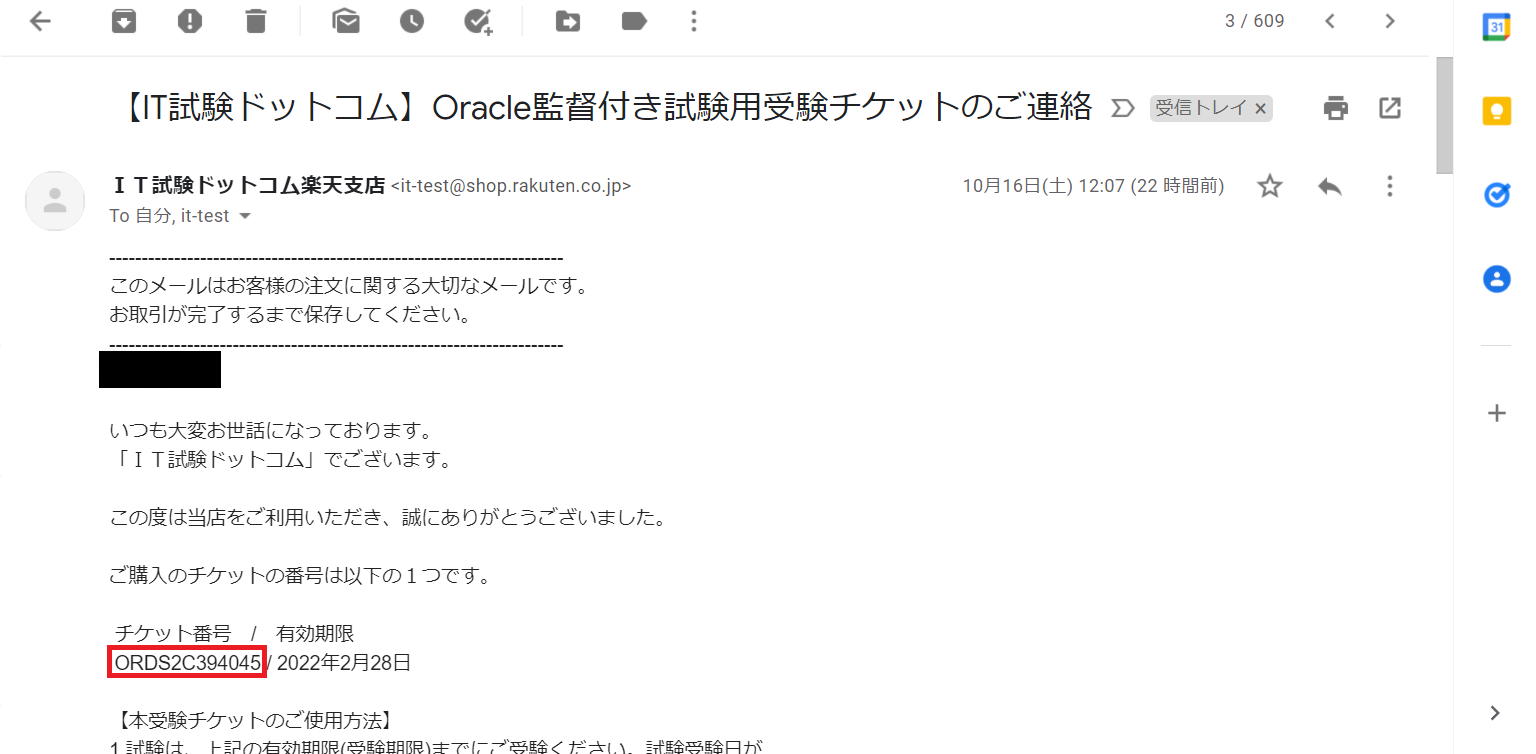 3 / 609
31
【IT試験ドットコム】Oracle監督付き試験用受験チケットのご連絡
受信トレイ ×
ＩＴ試験ドットコム楽天支店 <it-test@shop.rakuten.co.jp>
10月16日(土) 12:07 (22 時間前)
To 自分, it-test
----------------------------------------------------------------------
このメールはお客様の注文に関する大切なメールです。
お取引が完了するまで保存してください。
----------------------------------------------------------------------
いつも大変お世話になっております。
「ＩＴ試験ドットコム」でございます。
この度は当店をご利用いただき、誠にありがとうございました。
ご購入のチケットの番号は以下の１つです。
チケット番号　/　有効期限
ORDS2C394045 / 2022年2月28日
【本受験チケットのご使用方法】
1.試験は、上記の有効期限(受験期限)までにご受験ください。試験受験日が